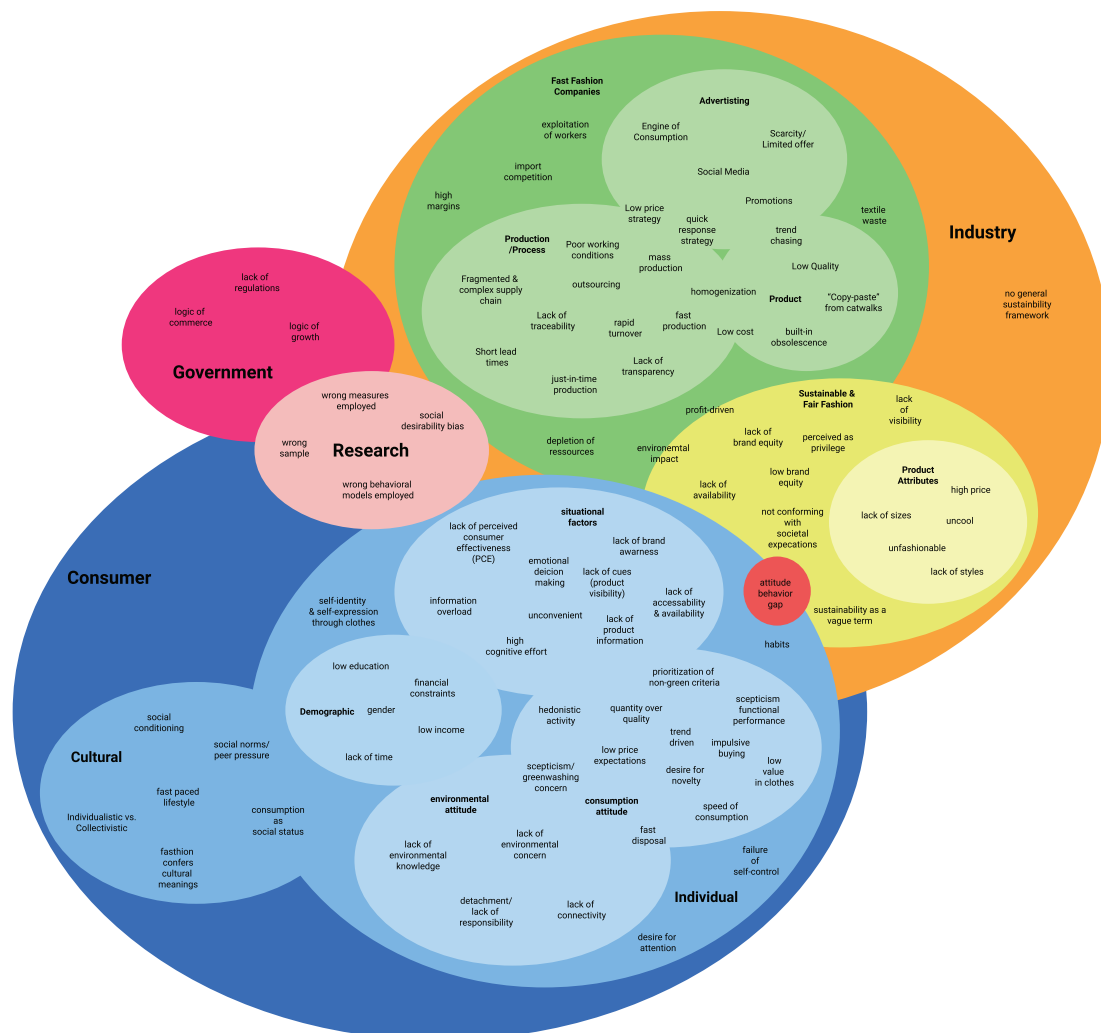 Fast Fashion
Companies
Advertisting
exploitation
of workers
Engine of
Consumption
Scarcity/
Limited offer
import
competition
Social Media
high
margins
Promotions
Low price
strategy
quick
response
strategy
textile
waste
trend
chasing
Industry
Production
/Process
Poor working
conditions
mass
production
Low Quality
Fragmented &
complex supply
chain
outsourcing
homogenization
Product
“Copy-paste”
from catwalks
no general
sustainbility
framework
Lack of
traceability
rapid
turnover
fast
production
Low cost
built-in
obsolescence
Short lead
times
Lack of
transparency
just-in-time
production
lack of
regulations
logic of
commerce
logic of
growth
Government
wrong measures
employed
social
desirability bias
wrong
sample
Research
wrong behavioral
models employed
profit-driven
Sustainable &
Fair Fashion
lack
of
visibility
depletion of
ressources
environemtal
impact
lack of
brand equity
perceived as
privilege
lack of
availability
low brand
equity
Product
Attributes
high price
not conforming
with
societal
expecations
lack of sizes
uncool
unfashionable
lack of styles
attitude
behavior
gap
sustainability as a
vague term
Consumer
situational
factors
lack of perceived
consumer
effectiveness
(PCE)
lack of brand
awarness
emotional
deicion
making
lack of cues
(product
visibility)
self-identity
& self-expression
through clothes
information
overload
unconvenient
lack of
accessability
& availability
lack of
product
information
high
cognitive effort
habits
low education
financial
constraints
Demographic
gender
low income
lack of time
prioritization of
non-green criteria
hedonistic
activity
quantity over
quality
scepticism
functional
performance
trend
driven
impulsive
buying
low price
expectations
scepticism/
greenwashing
concern
desire for
novelty
low
value
in clothes
environmental
attitude
consumption
attitude
speed of
consumption
social
conditioning
Cultural
social norms/
peer pressure
fast paced
lifestyle
Individualistic vs.
Collectivistic
consumption
as
social status
fasthion
confers
cultural
meanings
lack of
environmental
knowledge
lack of
environmental
concern
fast
disposal
failure
of
self-control
detachment/
lack of
responsibility
lack of
connectivity
Individual
desire for
attention